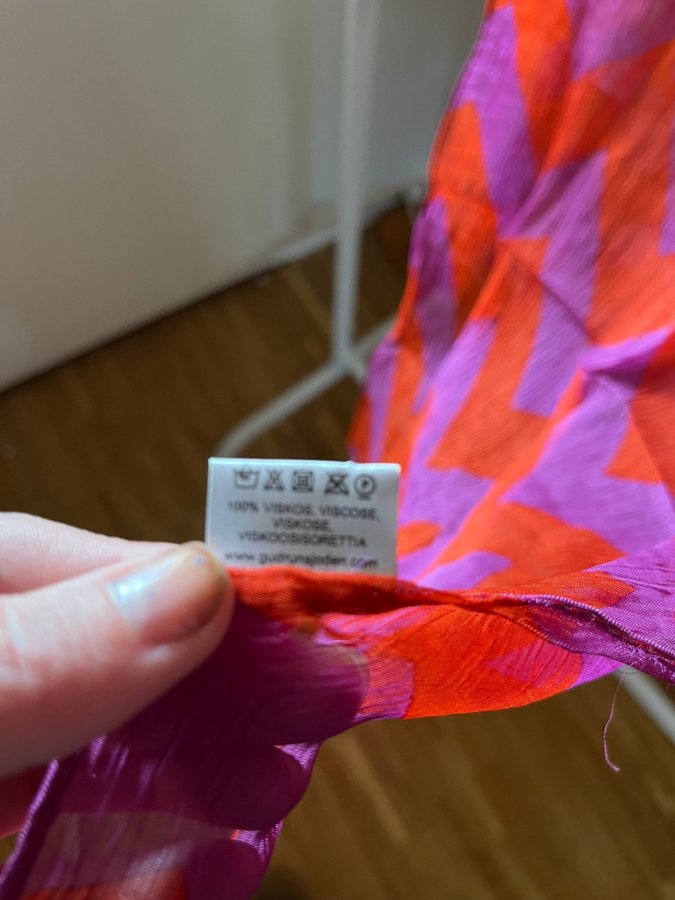 100% VISKOS, VISCOSE,
VISKOSE,
VISKOOSISORETTIA
www.gudrunsjoden.com